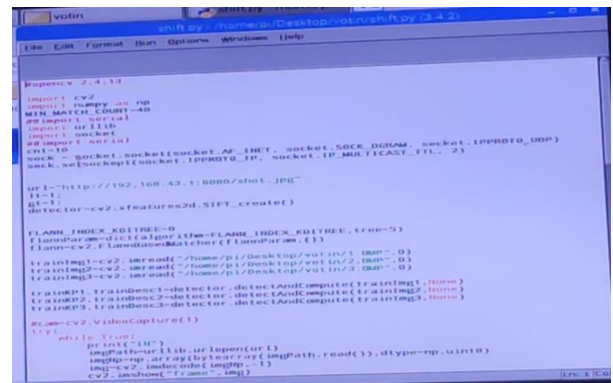 votin
shift.py - /home/pi/Desktop/votin/shift.py (3.4.2)
File Edit Format Run Options Windows Help
#opencv 2.4.13
import cv2
import numpy as np
MIN_MATCH_COUNT=40
##import serial
import urllib
import socket
##import serial
cnt=10
sock = socket.socket(socket.AF_INET, socket.SOCK_DGRAM, socket.IPPROTO_UDP)
sock.setsockopt(socket.IPPROTO_IP, socket.IP_MULTICAST_TTL, 2)
url="http://192.168.43.1:8080/shot.jpg"
lt=1;
gt=1;
detector=cv2.xfeatures2d.SIFT_create()
FLANN_INDEX_KDITREE=0
flannParam=dict(algorithm=FLANN_INDEX_KDITREE,tree=5)
flann=cv2.FlannBasedMatcher(flannParam,{})
trainImg1=cv2.imread("/home/pi/Desktop/votin/1.BMP",0)
trainImg2=cv2.imread("/home/pi/Desktop/votin/2.BMP",0)
trainImg3=cv2.imread("/home/pi/Desktop/votin/3.BMP",0)
trainKP1,trainDesc1=detector.detectAndCompute(trainImg1,None)
trainKP2,trainDesc2=detector.detectAndCompute(trainImg2,None)
trainKP3,trainDesc3=detector.detectAndCompute(trainImg3,None)
#cam=cv2.VideoCapture(1)
try:
while True:
print("IN")
imgPath=urllib.urlopen(url)
imgNp=np.array(bytearray(imgPath.read()),dtype=np.uint8)
img=cv2.imdecode(imgNp,-1)
cv2.imshow("frame",img)